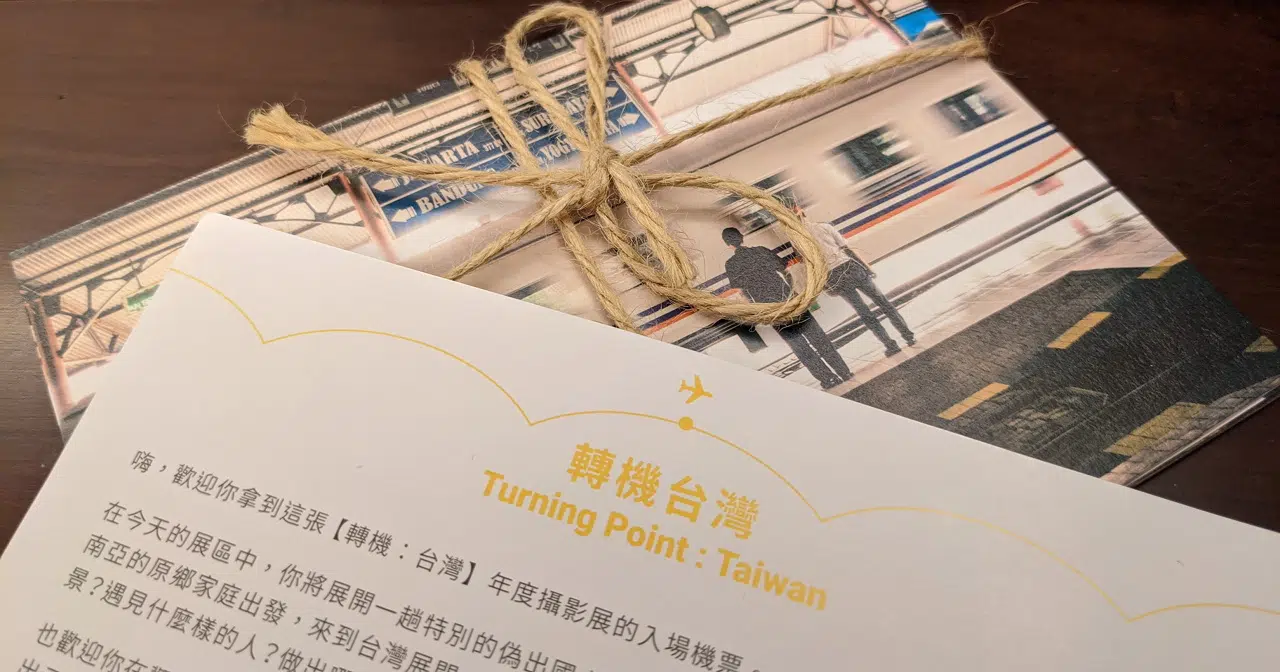 BANDUNG
轉機台灣
Turning Point : Taiwan
嗨，歡迎你拿到這張【轉機：台灣】年度攝影展的入場機票。
在今天的展區中，你將展開一趟特別的偽出國
南亞的原鄉家庭出發，來到台灣展開
景？遇見什麼樣的人？做出
也歡迎你在